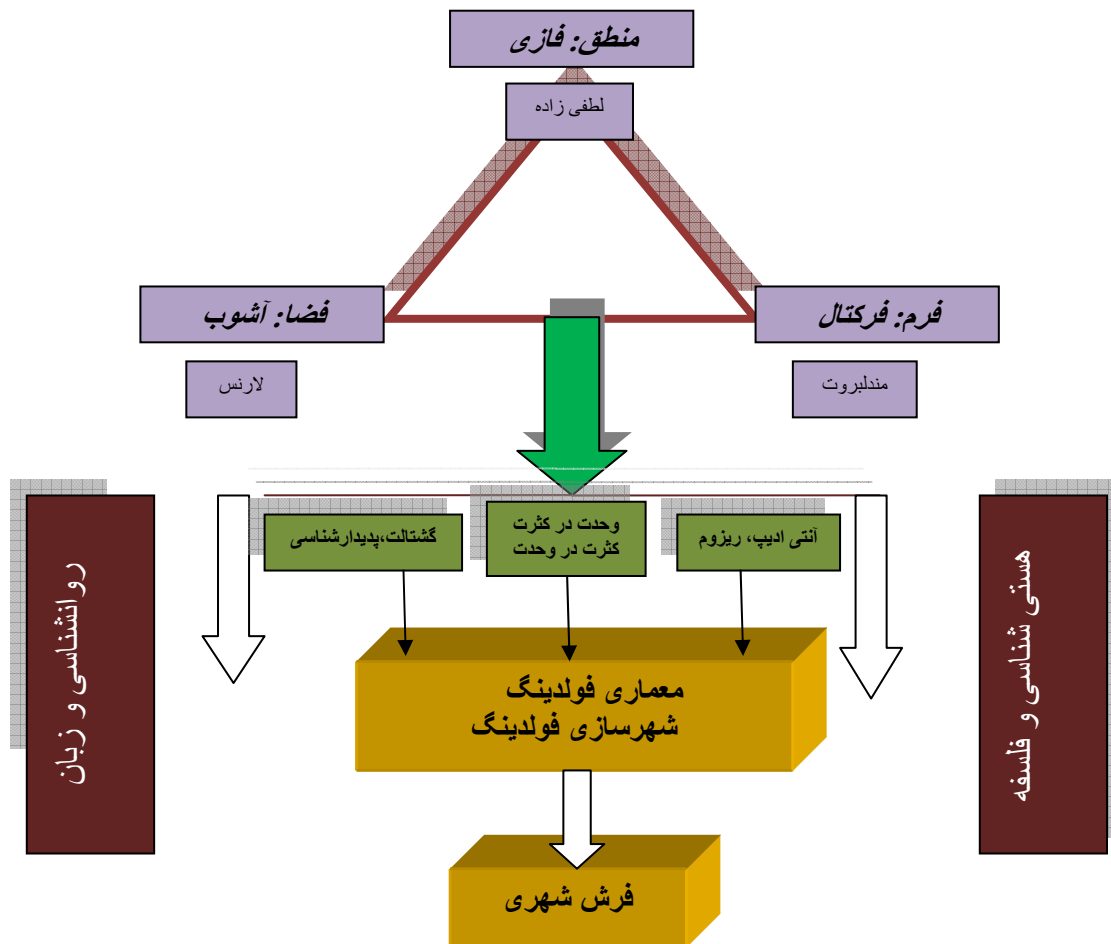 منطق: فازی
لطفی زاده
فرم: فرکتال
فضا: آشوب
مندلبروت
لارنس
آنتی ادیپ، ریزوم
وحدت در کثرت
کثرت در وحدت
گشتالت،پدیدارشناسی
هستی شناسی و فلسفه
روانشناسی و زبان
معماری فولدینگ
شهرسازی فولدینگ
فرش شهری